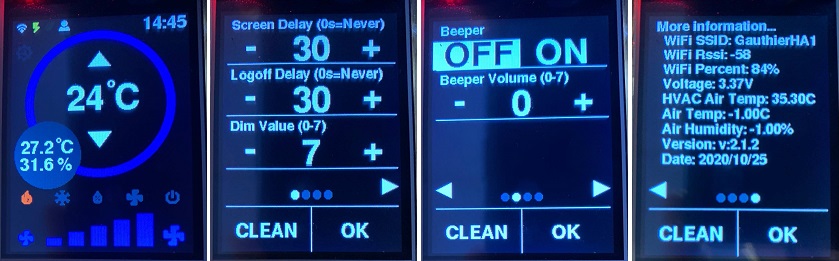 14:45
24°C
27.2°C
31.6 %
Screen Delay (0s=Never)
- 30 +
Logoff Delay (0s=Never)
- 30 +
Dim Value (0-7)
- 7 +
CLEAN OK
Beeper
OFF ON
Beeper Volume (0-7)
- 0 +
CLEAN OK
More information...
WiFi SSID: GauthierHA1
WiFi Rssi: -58
WiFi Percent: 84%
Voltage: 3.37V
HVAC Air Temp: 35.30C
Air Temp: -1.00C
Air Humidity: -1.00%
Version: v:2.1.2
Date: 2020/10/25
CLEAN OK